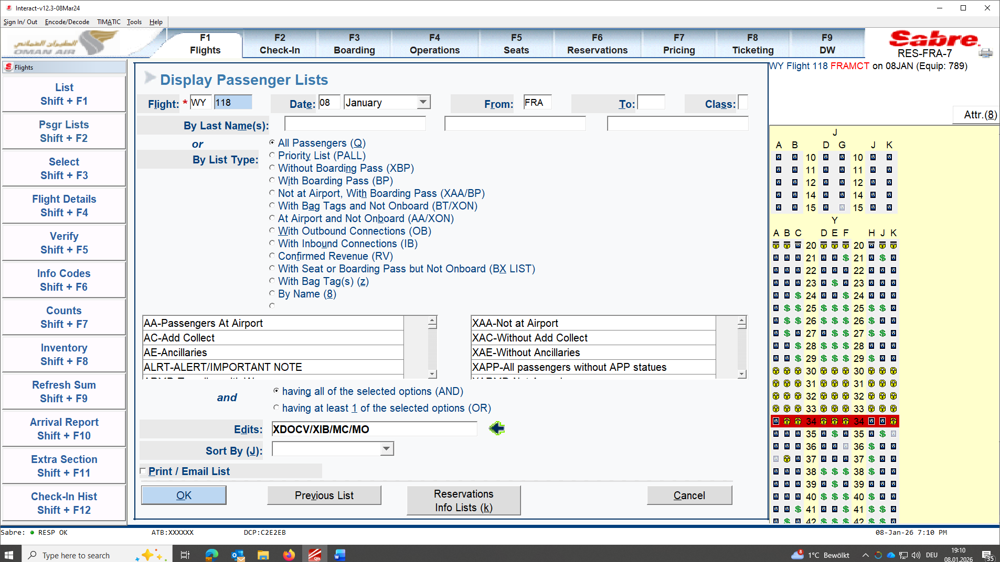 Interact-v12.3-08Mar24
Sign In/ Out Encode/Decode TIMATIC Tools Help
الطيران العماني
OMAN AIR
F1 Flights
F2 Check-In
F3 Boarding
F4 Operations
F5 Seats
F6 Reservations
F7 Pricing
F8 Ticketing
F9 DW
Sabre.
RES-FRA-7
WY Flight 118 FRAMCT on 08JAN (Equip: 789)
Flights
List
Shift + F1
Psgr Lists
Shift + F2
Select
Shift + F3
Flight Details
Shift + F4
Verify
Shift + F5
Info Codes
Shift + F6
Counts
Shift + F7
Inventory
Shift + F8
Refresh Sum
Shift + F9
Arrival Report
Shift + F10
Extra Section
Shift + F11
Check-In Hist
Shift + F12
Display Passenger Lists
Flight: * WY 118 Date: 08 January From: FRA To: Class:
By Last Name(s):
or
By List Type:
All Passengers (Q)
Priority List (PALL)
Without Boarding Pass (XBP)
With Boarding Pass (BP)
Not at Airport, With Boarding Pass (XAA/BP)
With Bag Tags and Not Onboard (BT/XON)
At Airport and Not Onboard (AA/XON)
With Outbound Connections (OB)
With Inbound Connections (IB)
Confirmed Revenue (RV)
With Seat or Boarding Pass but Not Onboard (BX LIST)
With Bag Tag(s) (z)
By Name (8)
AA-Passengers At Airport
AC-Add Collect
AE-Ancillaries
ALRT-ALERT/IMPORTANT NOTE
XAA-Not at Airport
XAC-Without Add Collect
XAE-Without Ancillaries
XAPP-All passengers without APP statues
and
having all of the selected options (AND)
having at least 1 of the selected options (OR)
Edits: XDOCV/XIB/MC/MO
Sort By (J):
Print / Email List
OK
Previous List
Reservations
Info Lists (k)
Cancel
Attr.(8)
J
A B D G J K
10 10
11 11
12 12
14 14
15 15
Y
A B C D E F H J K
20 20
21 $ 21 $
22 22
23 $ 23
$ 24 $ 24
$ $ 25 $ $ $ 25 $ $
$ $ 26 $ $ $ 26 $
$ 27 $ $ 27 $ $
$ 28 $ $ $ 28
$ 29 $ $ $ 29 $
30 30
31 31
32 32
33 33
34 34
35 $ 35 $
36 36 $
37 37 $
38 $ $ $ 38 $
39 $ 39
40 $ $ $ 40 $ $
$ 41 $ $ 41 $ $
42 42
Sabre: RESP OK ATB:XXXXXX DCP:C2E2EB 08-Jan-26 7:10 PM
Type here to search
Qik
8
1°C Bewölkt
DEU
19:10
08.01.2026
35